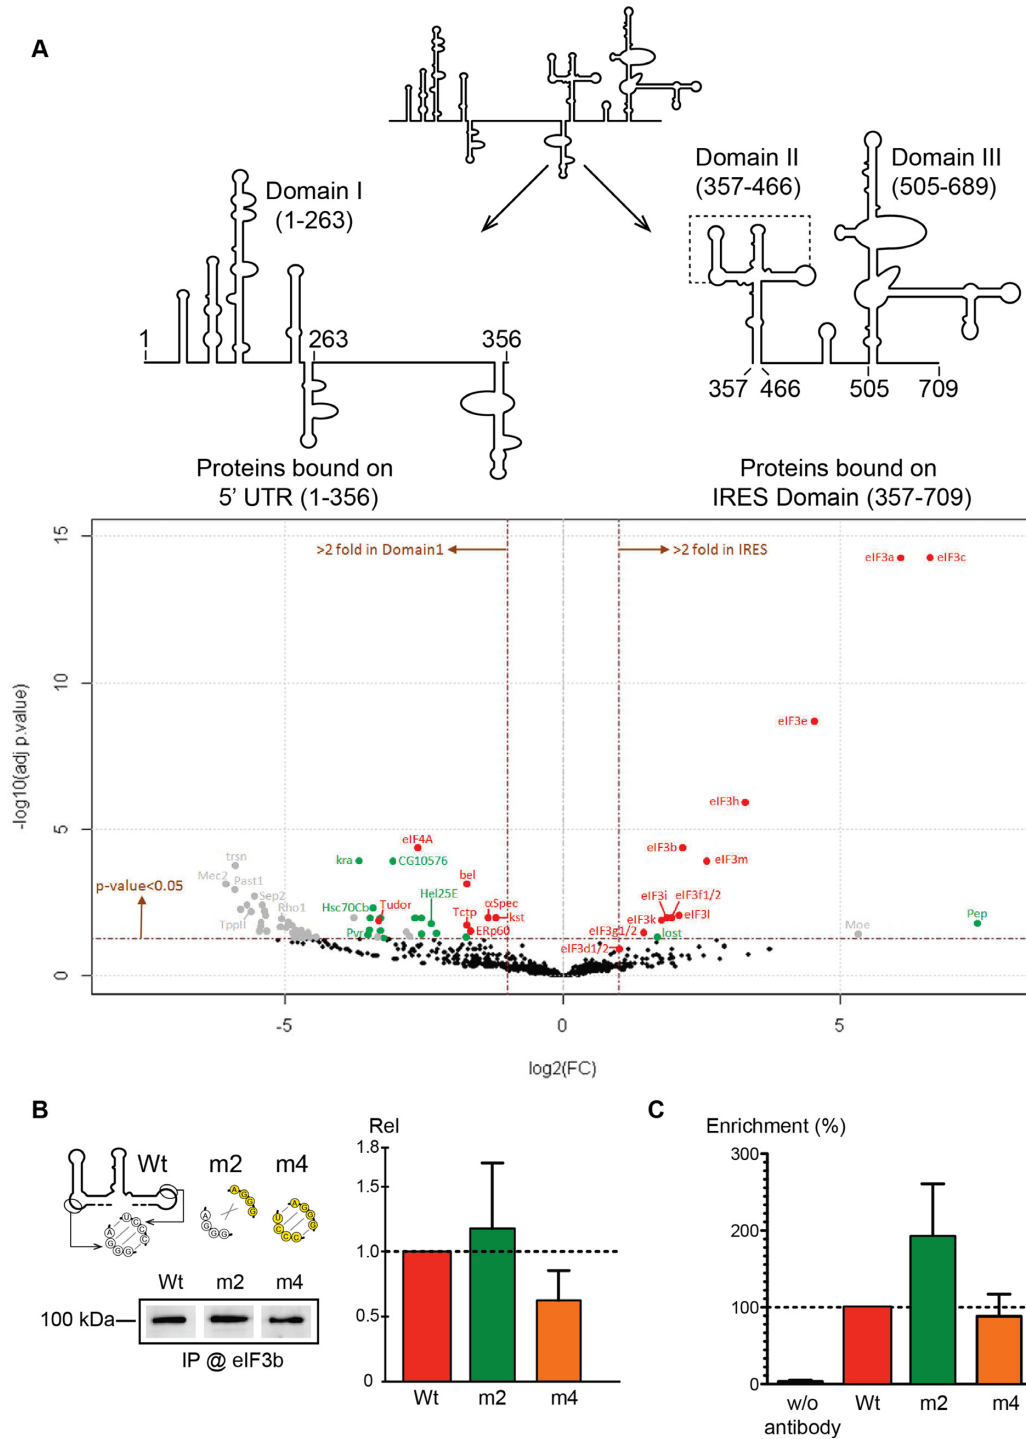 A
Domain I
(1-263)
Domain II
(357-466)
Domain III
(505-689)
1
263
356
357
466
505
709
Proteins bound on
5' UTR (1-356)
Proteins bound on
IRES Domain (357-709)
15
10
5
0
-log10(adj p.value)
>2 fold in Domain1
>2 fold in IRES
eIF3a
eIF3c
eIF3e
eIF3h
eIF4A
eIF3b
eIF3m
trsn
kra
CG10576
Mec2
Past1
bel
p-value<0.05
Sep2
Hsc70Cb
Tudor
Hel25E
αSpec
eIF3i
eIF3f1/2
Rho1
Tctp
kst
eIF3k
eIF3l
Pep
TppII
Pvr
ERp60
eIF3g1/2
lost
Moe
eIF3d1/2
-5
0
5
log2(FC)
B
Wt
m2
m4
A U C C C G G G
A G G G
A G G G
U A G G G C C C
Wt
m2
m4
100 kDa
IP @ eIF3b
Rel
1.8
1.0
0.5
0
Wt
m2
m4
C
Enrichment (%)
300
200
100
0
w/o
antibody
Wt
m2
m4